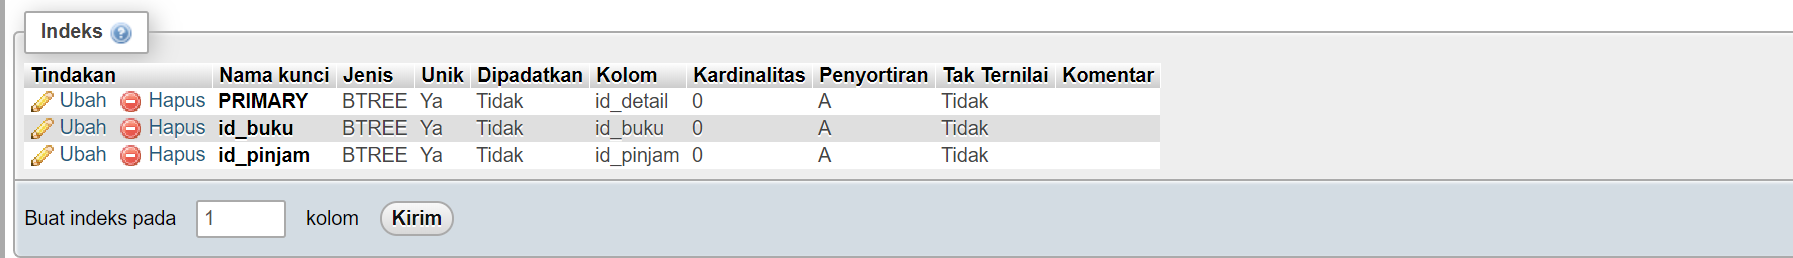 Indeks
Tindakan Nama kunci Jenis Unik Dipadatkan Kolom Kardinalitas Penyortiran Tak Ternilai Komentar
Ubah Hapus PRIMARY BTREE Ya Tidak id_detail 0 A Tidak
Ubah Hapus id_buku BTREE Ya Tidak id_buku 0 A Tidak
Ubah Hapus id_pinjam BTREE Ya Tidak id_pinjam 0 A Tidak
Buat indeks pada 1 kolom Kirim